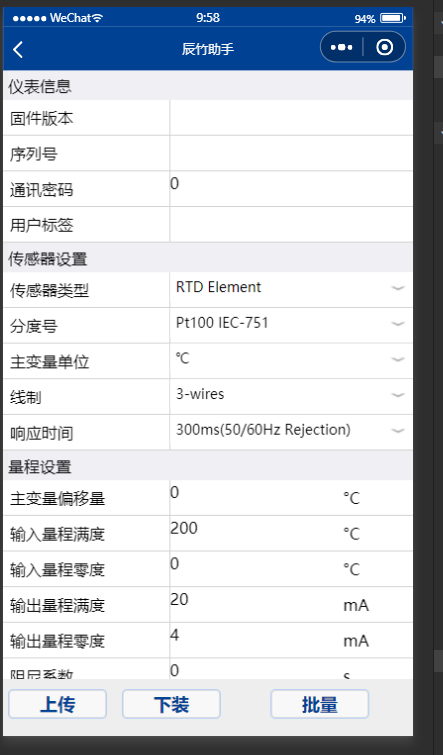 WeChat 9:58 94%
辰竹助手
仪表信息
固件版本
序列号
通讯密码 0
用户标签
传感器设置
传感器类型 RTD Element
分度号 Pt100 IEC-751
主变量单位 ℃
线制 3-wires
响应时间 300ms(50/60Hz Rejection)
量程设置
主变量偏移量 0 °C
输入量程满度 200 °C
输入量程零度 0 °C
输出量程满度 20 mA
输出量程零度 4 mA
阻尼系数 0 s
上传 下装 批量